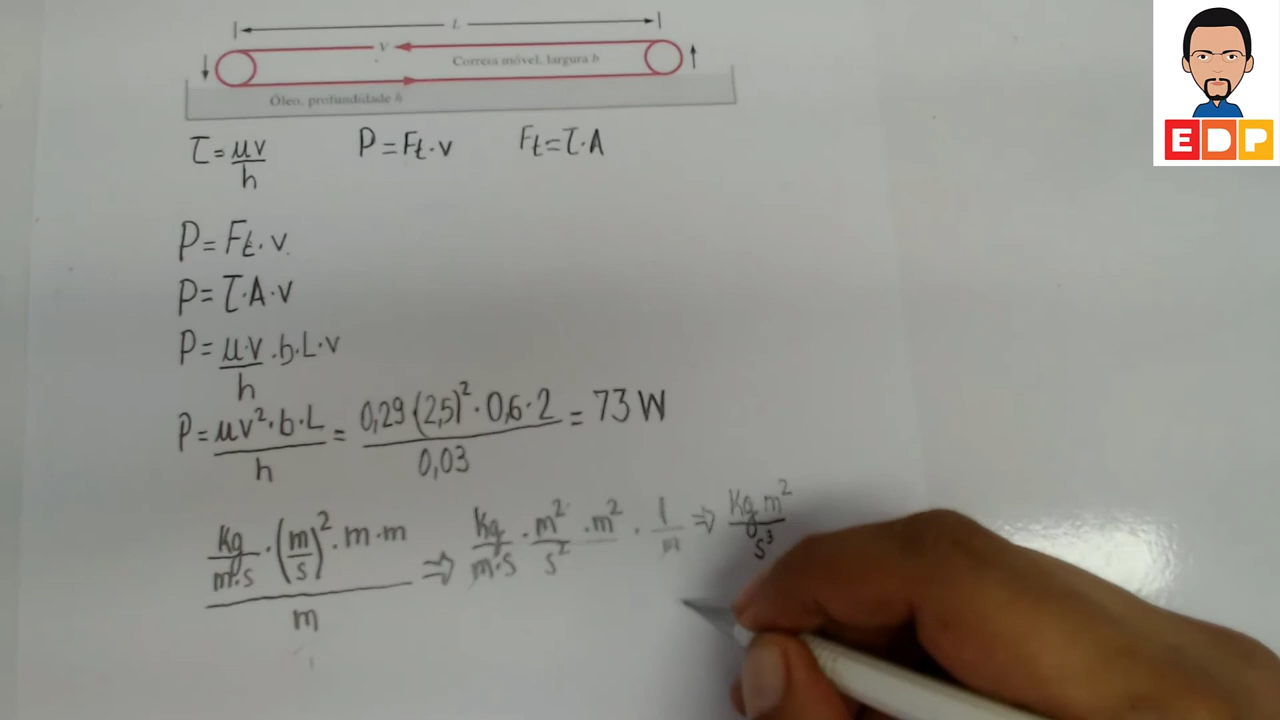 L
V
Correia móvel, largura b
Óleo, profundidade h
EDP
τ = μv/h P = Ft·v Ft = τ·A
P = Ft·v
P = τ·A·v
P = μ·v/h ·b·L·v
P = μv²·b·L/h = 0,29·(2,5)²·0,6·2/0,03 = 73 W
kg/m·s·(m/s)²·m·m/m ⇒ kg/m·s · m²/s² · m² · 1/m ⇒ kg m²/s³